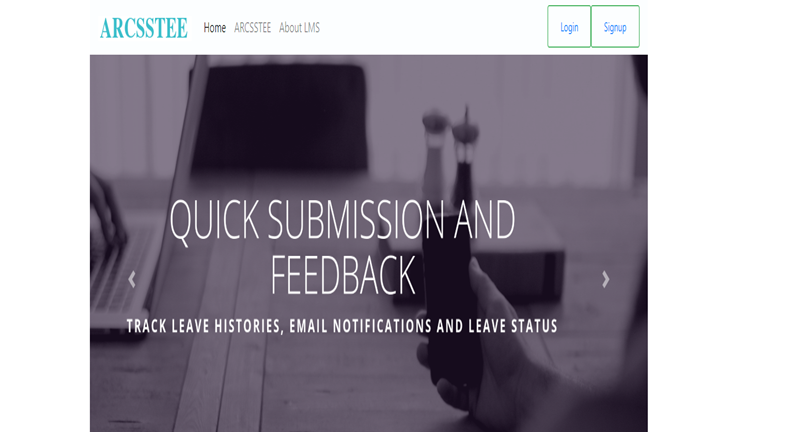 ARCSSTEE Home ARCSSTEE About LMS Login Signup
QUICK SUBMISSION AND
FEEDBACK
TRACK LEAVE HISTORIES, EMAIL NOTIFICATIONS AND LEAVE STATUS